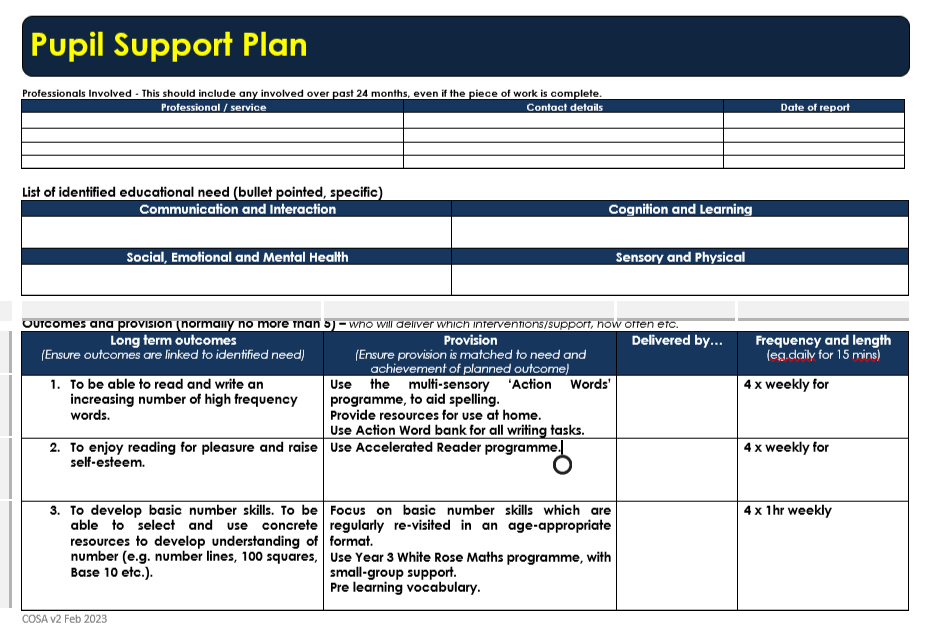 Pupil Support Plan
Professionals Involved - This should include any involved over past 24 months, even if the piece of work is complete.
Professional / service Contact details Date of report
List of identified educational need (bullet pointed, specific)
Communication and Interaction Cognition and Learning
Social, Emotional and Mental Health Sensory and Physical
Outcomes and provision (normally no more than 5) – who will deliver which interventions/support, how often etc.
Long term outcomes
(Ensure outcomes are linked to identified need)
Provision
(Ensure provision is matched to need and
achievement of planned outcome)
Delivered by…
Frequency and length
(eg.daily for 15 mins)
1. To be able to read and write an
increasing number of high frequency
words.
Use the multi-sensory ‘Action Words’
programme, to aid spelling.
Provide resources for use at home.
Use Action Word bank for all writing tasks.
4 x weekly for
2. To enjoy reading for pleasure and raise
self-esteem.
Use Accelerated Reader programme.
4 x weekly for
3. To develop basic number skills. To be
able to select and use concrete
resources to develop understanding of
number (e.g. number lines, 100 squares,
Base 10 etc.).
Focus on basic number skills which are
regularly re-visited in an age-appropriate
format.
Use Year 3 White Rose Maths programme, with
small-group support.
Pre learning vocabulary.
4 x 1hr weekly
COSA v2 Feb 2023